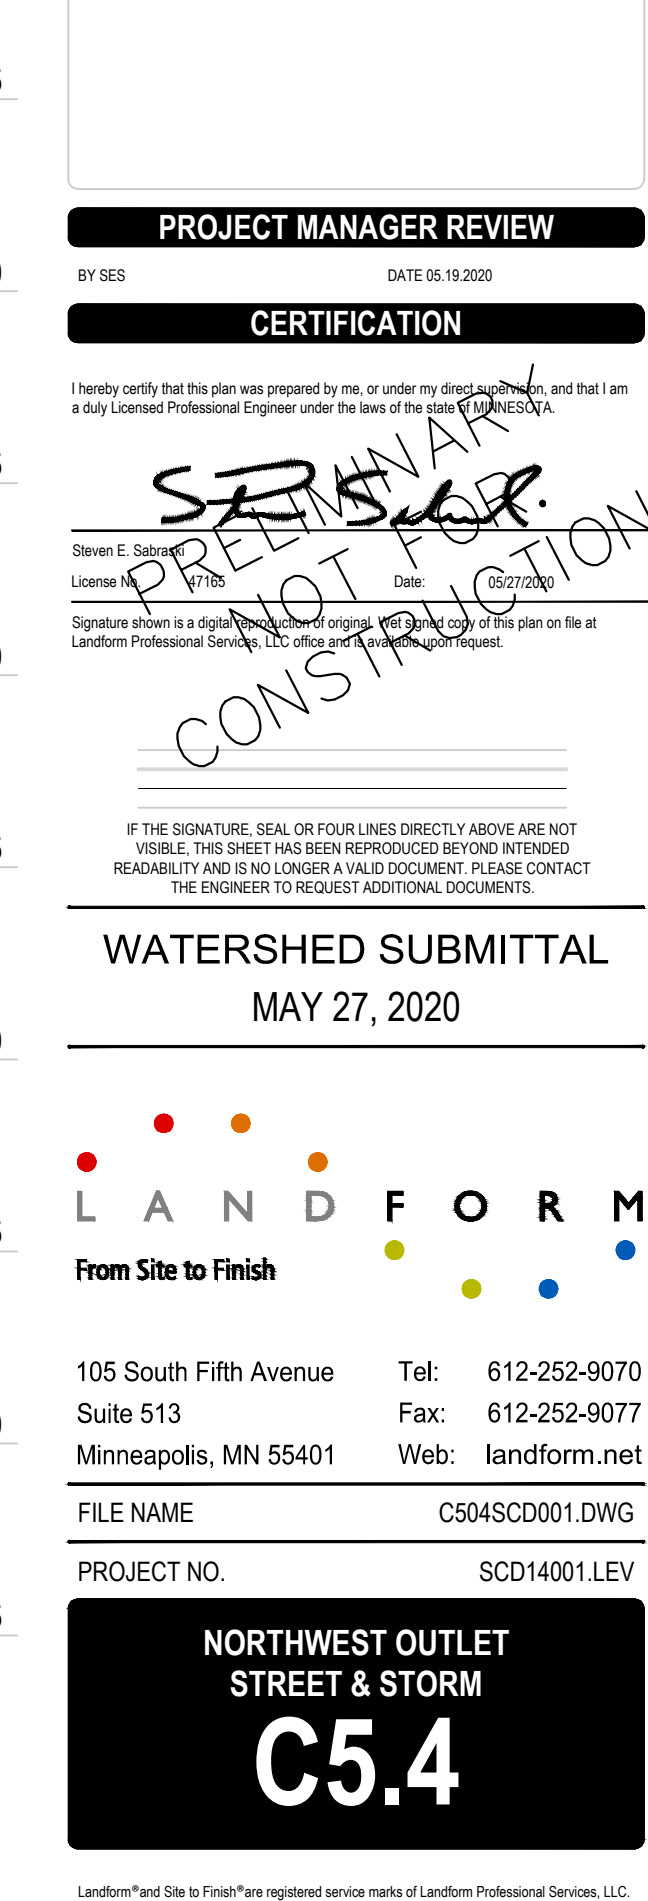 PROJECT MANAGER REVIEW
BY SES DATE 05.19.2020
CERTIFICATION
I hereby certify that this plan was prepared by me, or under my direct supervision, and that I am
a duly Licensed Professional Engineer under the laws of the state of MINNESOTA.
PRELIMINARY
NOT FOR
CONSTRUCTION
Steven E. Sabraski
License No. 47165 Date: 05/27/2020
Signature shown is a digital reproduction of original. Wet signed copy of this plan on file at
Landform Professional Services, LLC office and is available upon request.
IF THE SIGNATURE, SEAL OR FOUR LINES DIRECTLY ABOVE ARE NOT
VISIBLE, THIS SHEET HAS BEEN REPRODUCED BEYOND INTENDED
READABILITY AND IS NO LONGER A VALID DOCUMENT. PLEASE CONTACT
THE ENGINEER TO REQUEST ADDITIONAL DOCUMENTS.
WATERSHED SUBMITTAL
MAY 27, 2020
LANDFORM
From Site to Finish
105 South Fifth Avenue Tel: 612-252-9070
Suite 513 Fax: 612-252-9077
Minneapolis, MN 55401 Web: landform.net
FILE NAME C504SCD001.DWG
PROJECT NO. SCD14001.LEV
NORTHWEST OUTLET
STREET & STORM
C5.4
Landform® and Site to Finish® are registered service marks of Landform Professional Services, LLC.